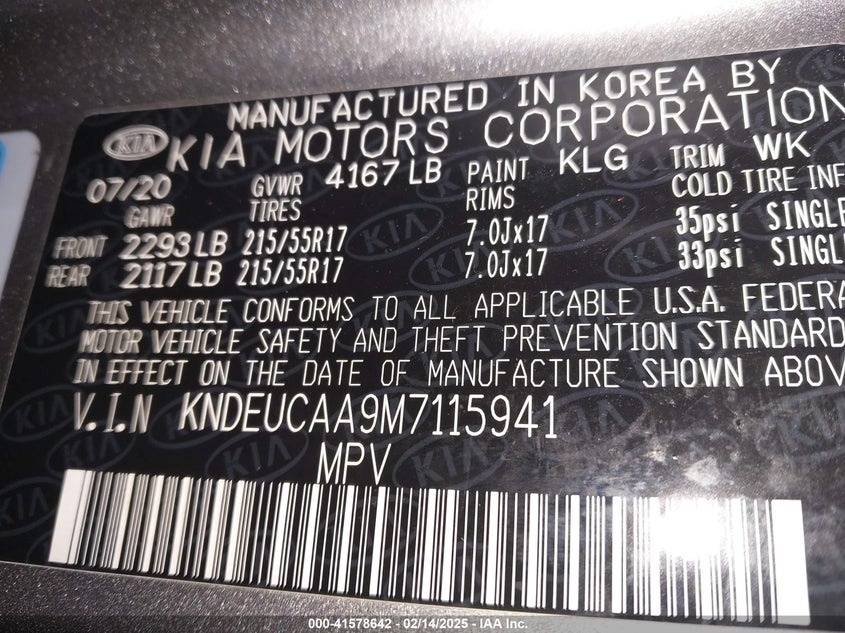 MANUFACTURED IN KOREA BY
KIA KIA MOTORS CORPORATION
07/20 GVWR 4167 LB PAINT KLG TRIM WK
GAWR TIRES RIMS COLD TIRE INF
FRONT 2293 LB 215/55R17 7.0Jx17 35psi SINGLE
REAR 2117 LB 215/55R17 7.0Jx17 33psi SINGL
THIS VEHICLE CONFORMS TO ALL APPLICABLE U.S.A. FEDERA
MOTOR VEHICLE SAFETY AND THEFT PREVENTION STANDARD
IN EFFECT ON THE DATE OF MANUFACTURE SHOWN ABOV
V.I.N KNDEUCAA9M7115941
MPV
000-41578642 - 02/14/2025 - IAA Inc.